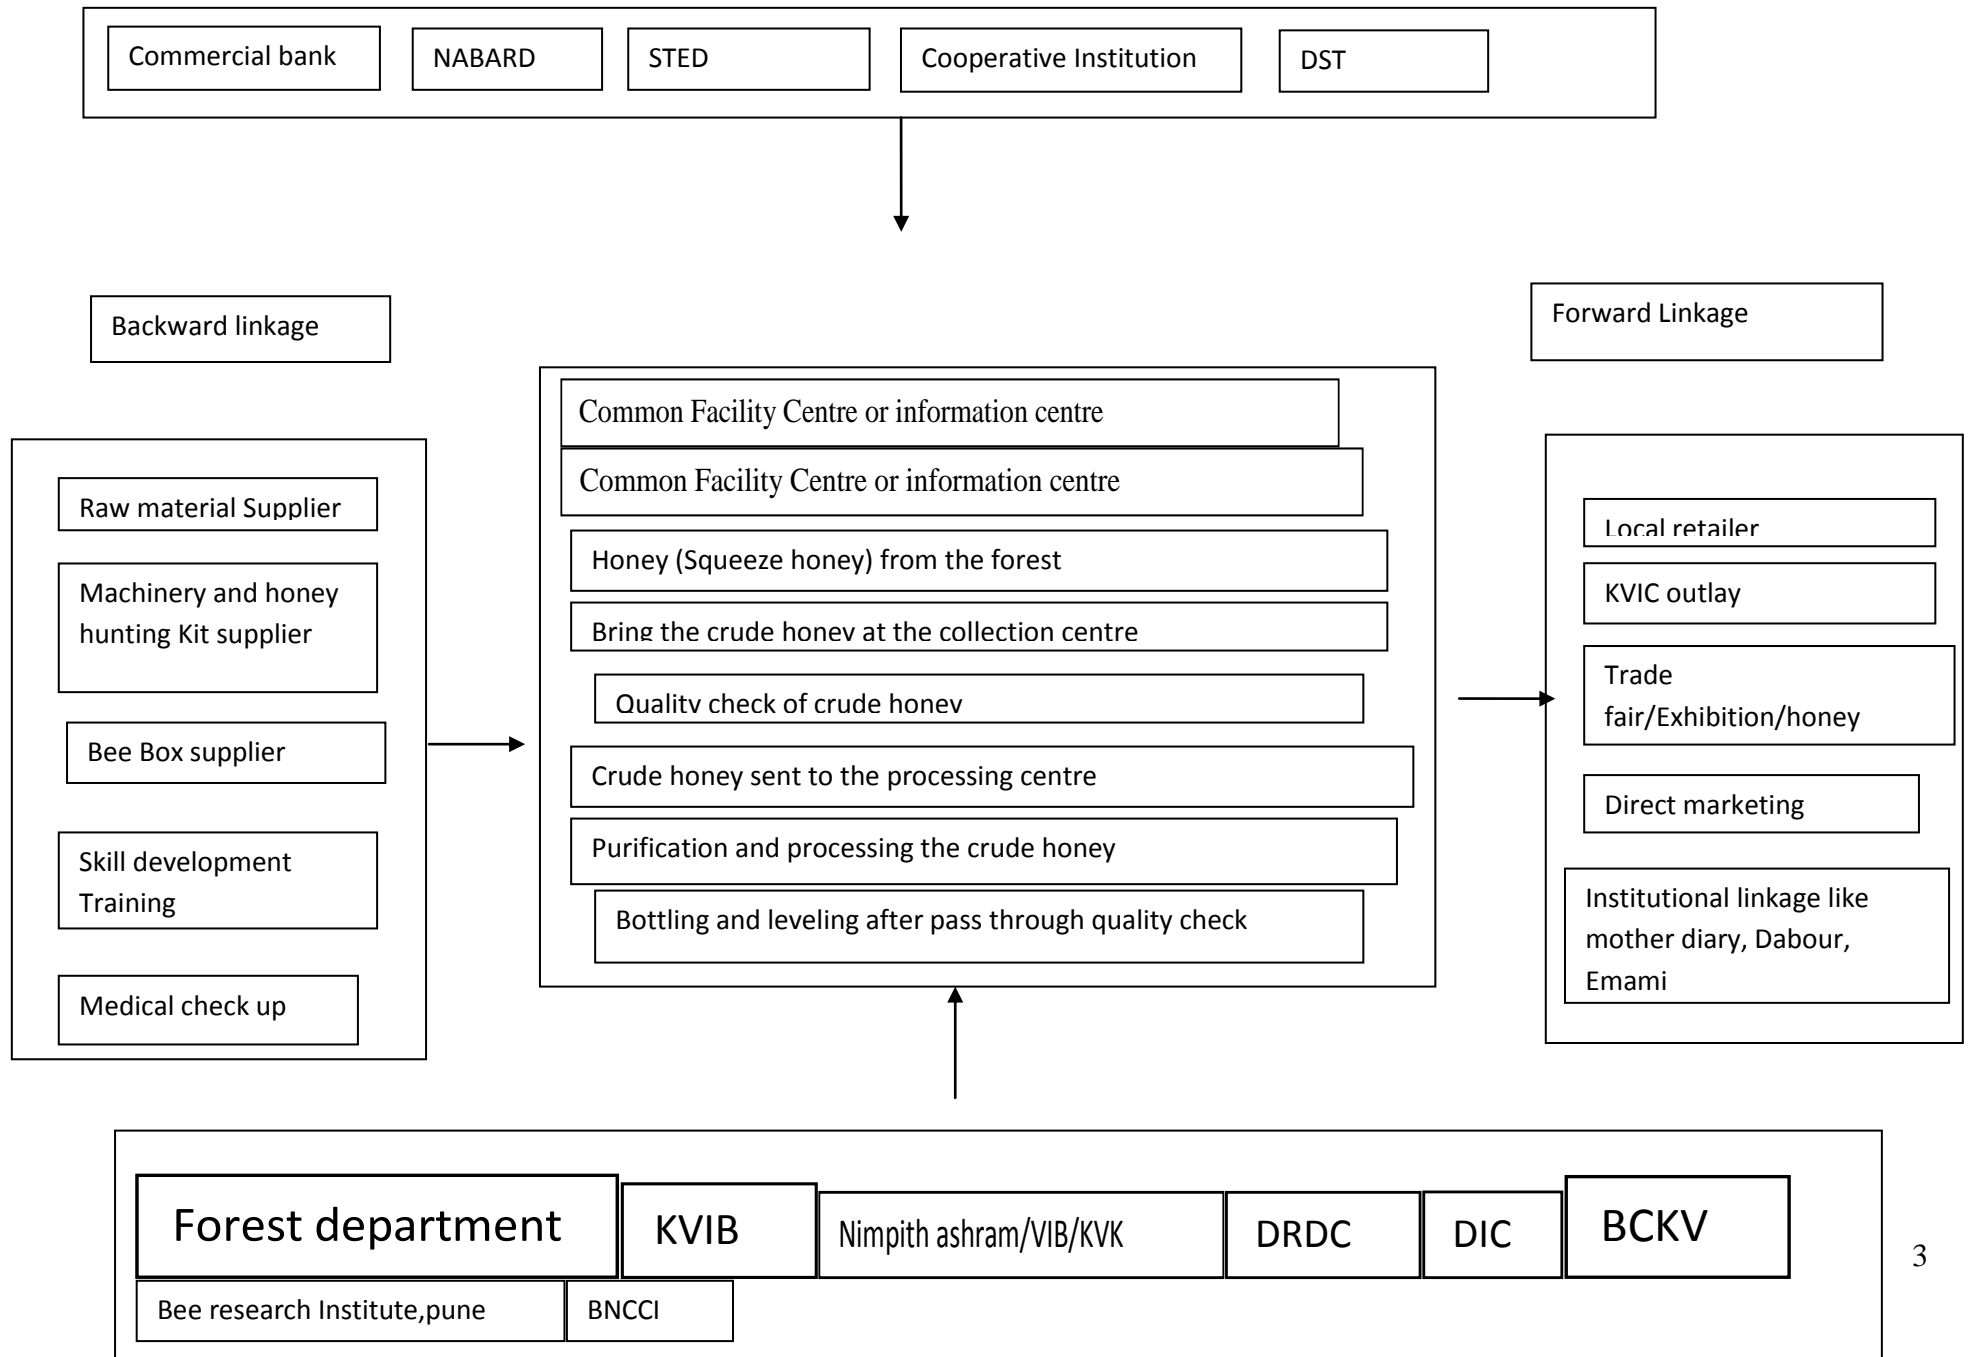 Commercial bank
NABARD
STED
Cooperative Institution
DST
Backward linkage
Forward Linkage
Common Facility Centre or information centre
Common Facility Centre or information centre
Honey (Squeeze honey) from the forest
Bring the crude honey at the collection centre
Quality check of crude honey
Crude honey sent to the processing centre
Purification and processing the crude honey
Bottling and leveling after pass through quality check
Raw material Supplier
Machinery and honey
hunting Kit supplier
Bee Box supplier
Skill development
Training
Medical check up
Local retailer
KVIC outlay
Trade
fair/Exhibition/honey
Direct marketing
Institutional linkage like
mother diary, Dabour,
Emami
Forest department
KVIB
Nimpith ashram/VIB/KVK
DRDC
DIC
BCKV
Bee research Institute,pune
BNCCI
3